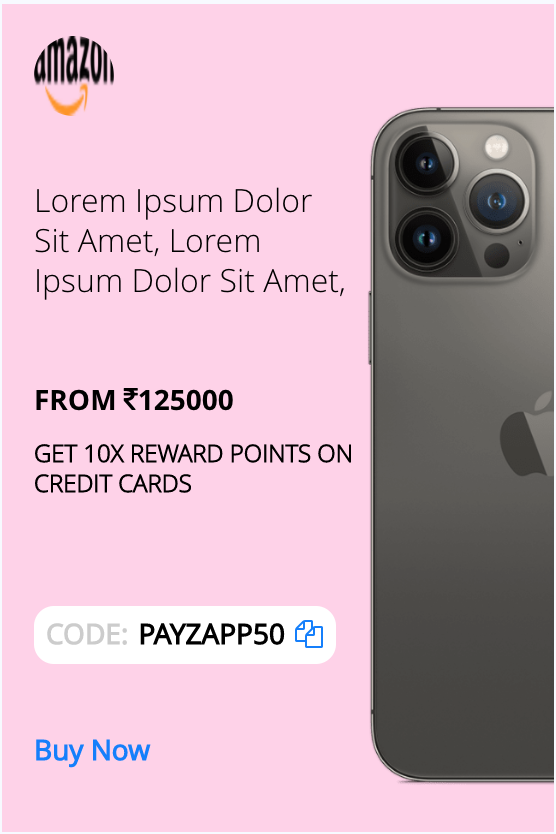 amazon
Lorem Ipsum Dolor
Sit Amet, Lorem
Ipsum Dolor Sit Amet,
FROM ₹125000
GET 10X REWARD POINTS ON
CREDIT CARDS
CODE: PAYZAPP50
Buy Now